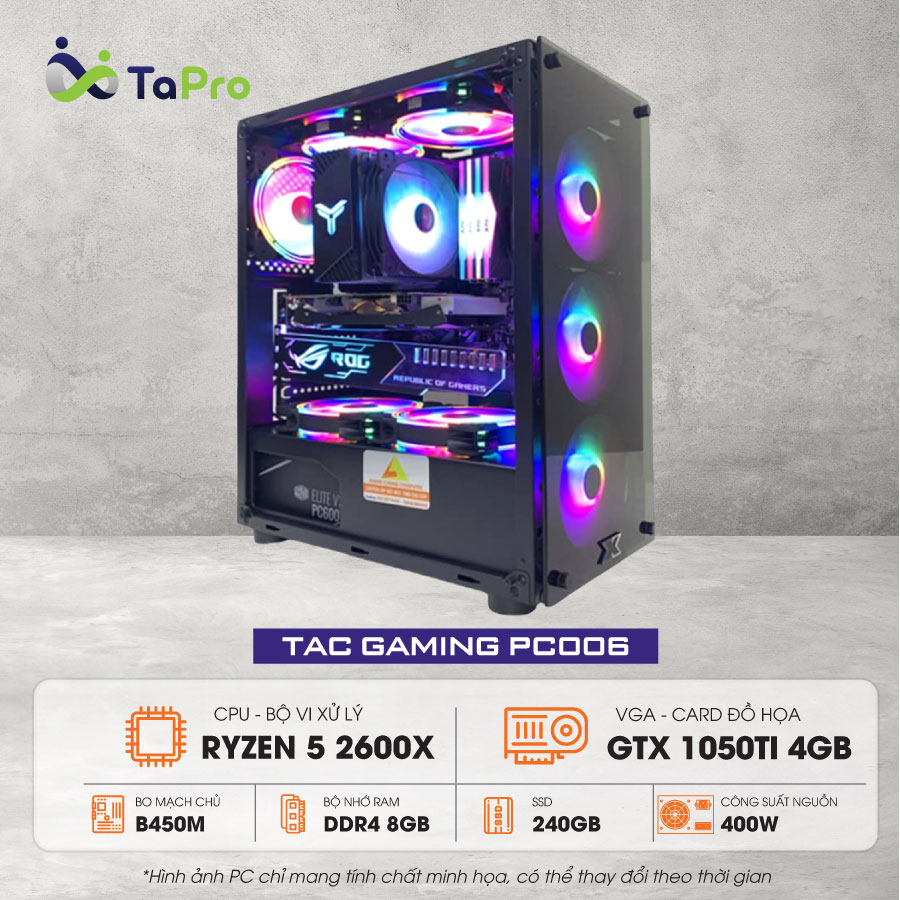 TaPro
ROG
REPUBLIC OF GAMERS
ELITE V
PC600
TAC GAMING PC006
CPU - BỘ VI XỬ LÝ
RYZEN 5 2600X
VGA - CARD ĐỒ HỌA
GTX 1050TI 4GB
BO MẠCH CHỦ
B450M
BỘ NHỚ RAM
DDR4 8GB
SSD
SSD
240GB
CÔNG SUẤT NGUỒN
400W
*Hình ảnh PC chỉ mang tính chất minh họa, có thể thay đổi theo thời gian